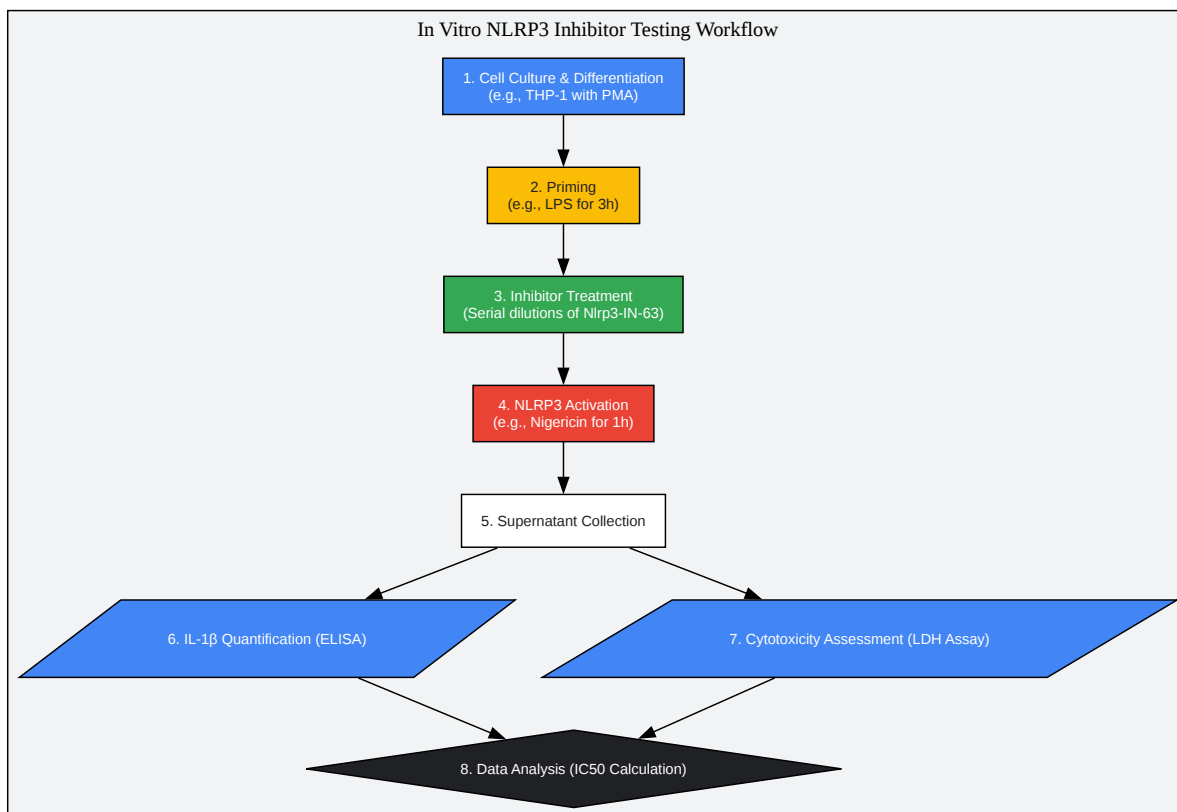 In Vitro NLRP3 Inhibitor Testing Workflow
1. Cell Culture & Differentiation
(e.g., THP-1 with PMA)
2. Priming
(e.g., LPS for 3h)
3. Inhibitor Treatment
(Serial dilutions of Nlrp3-IN-63)
4. NLRP3 Activation
(e.g., Nigericin for 1h)
5. Supernatant Collection
6. IL-1β Quantification (ELISA)
7. Cytotoxicity Assessment (LDH Assay)
8. Data Analysis (IC50 Calculation)